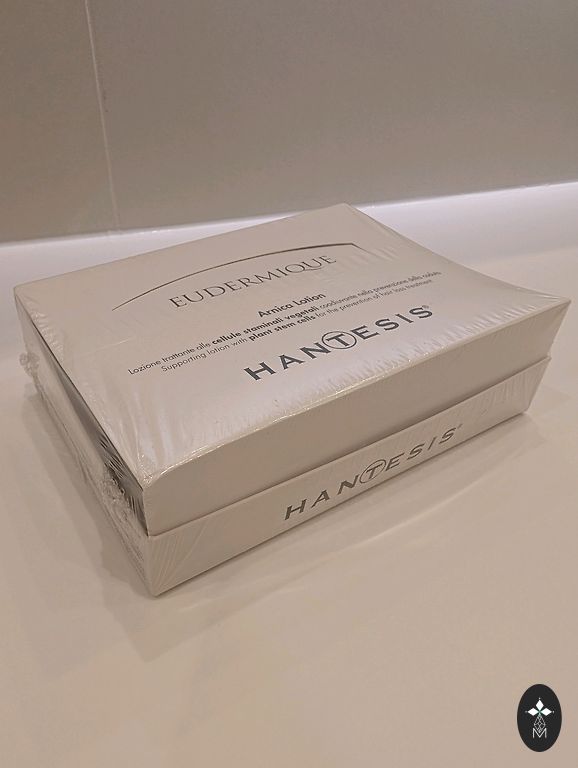 EUDERMIQUE
Arnica Lotion
Lozione trattante alle cellule staminali vegetali coadiuvante nella prevenzione della caduta
Supporting lotion with plant stem cells for the prevention of hair loss treatment
HANTESIS®
HANTESIS®
M